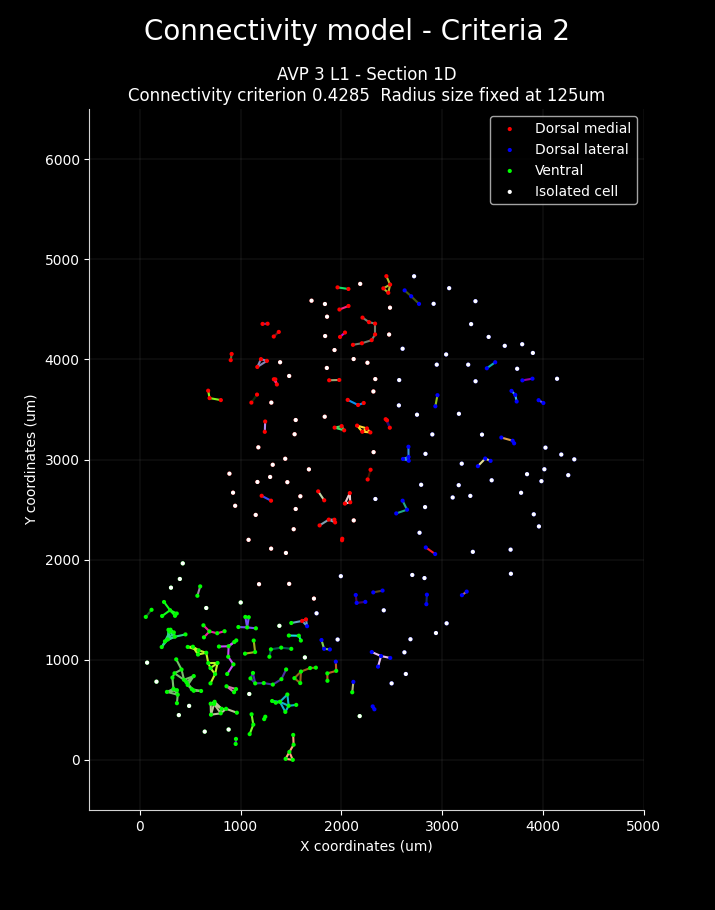 Connectivity model - Criteria 2
AVP 3 L1 - Section 1D
Connectivity criterion 0.4285  Radius size fixed at 125um
Dorsal medial
Dorsal lateral
Ventral
Isolated cell
6000
5000
4000
3000
2000
1000
0
Y coordinates (um)
0 1000 2000 3000 4000 5000
X coordinates (um)